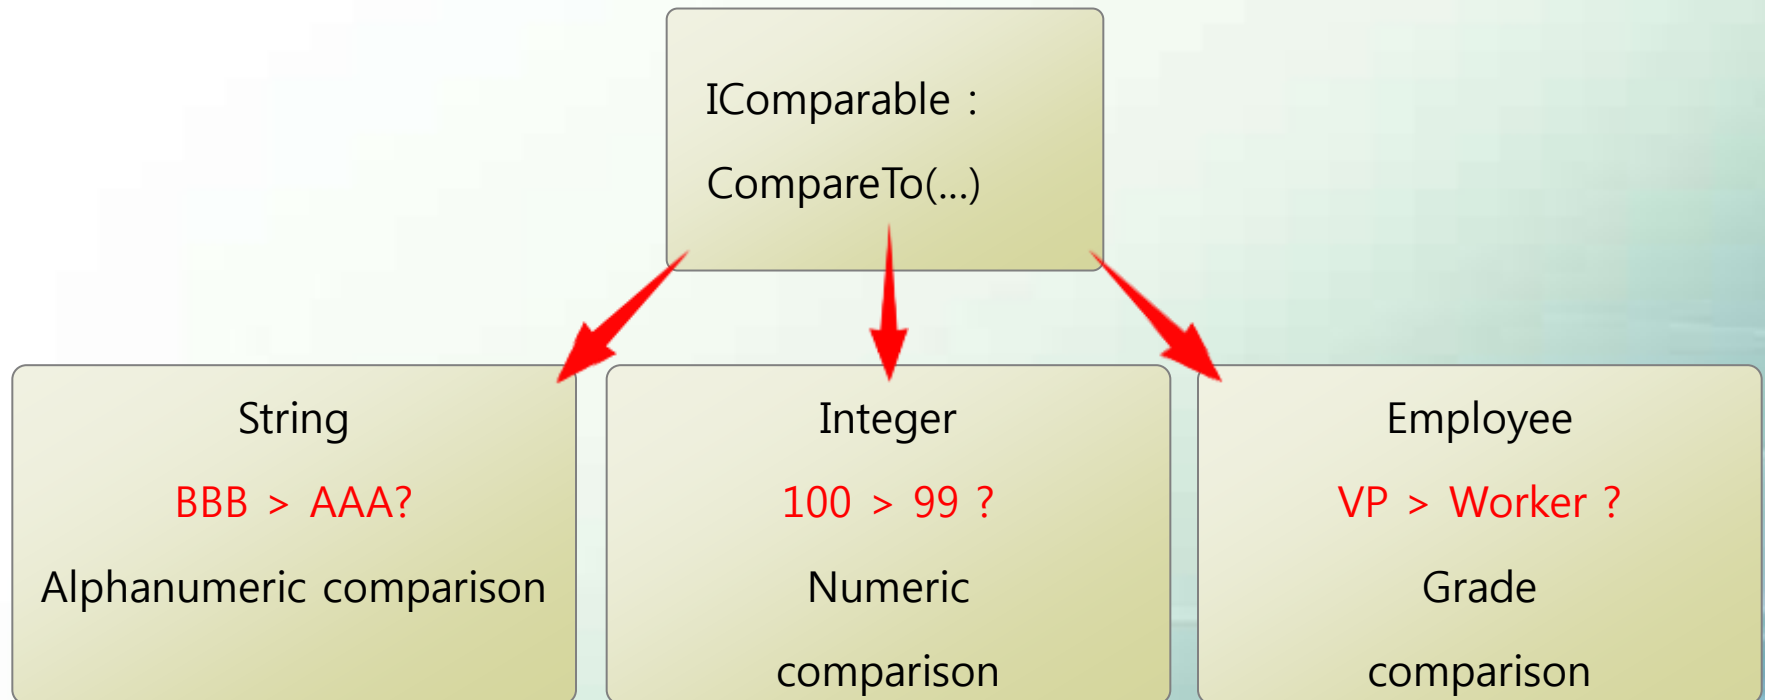 IComparable :
CompareTo(...)
String
BBB > AAA?
Alphanumeric comparison
Integer
100 > 99 ?
Numeric
comparison
Employee
VP > Worker ?
Grade
comparison